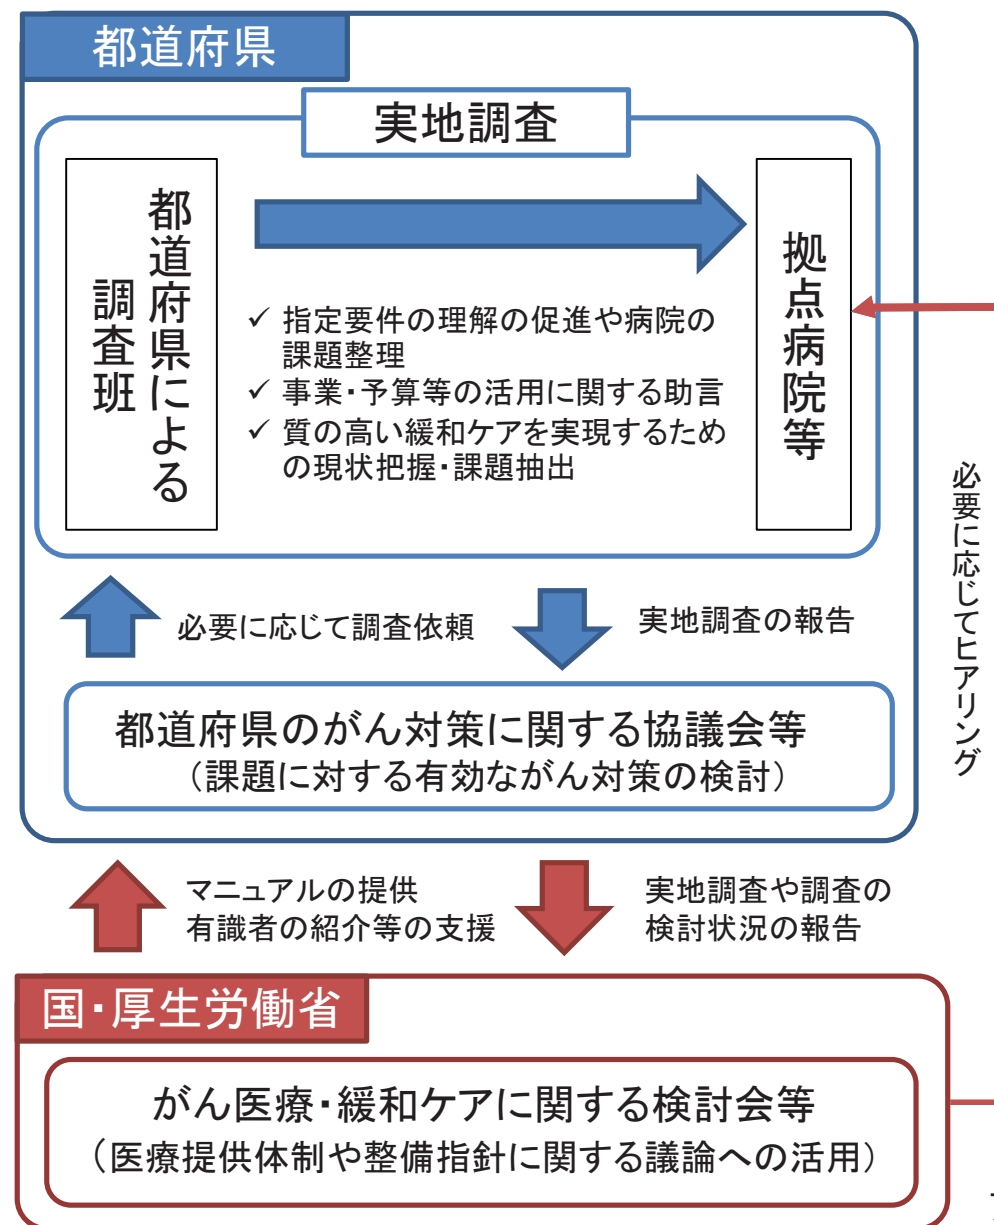 都道府県
実地調査
都道府県による
調査班
✓ 指定要件の理解の促進や病院の
課題整理
✓ 事業・予算等の活用に関する助言
✓ 質の高い緩和ケアを実現するため
の現状把握・課題抽出
拠点病院等
必要に応じてヒアリング
必要に応じて調査依頼
実地調査の報告
都道府県のがん対策に関する協議会等
（課題に対する有効ながん対策の検討）
マニュアルの提供
有識者の紹介等の支援
実地調査や調査の
検討状況の報告
国・厚生労働省
がん医療・緩和ケアに関する検討会等
（医療提供体制や整備指針に関する議論への活用）